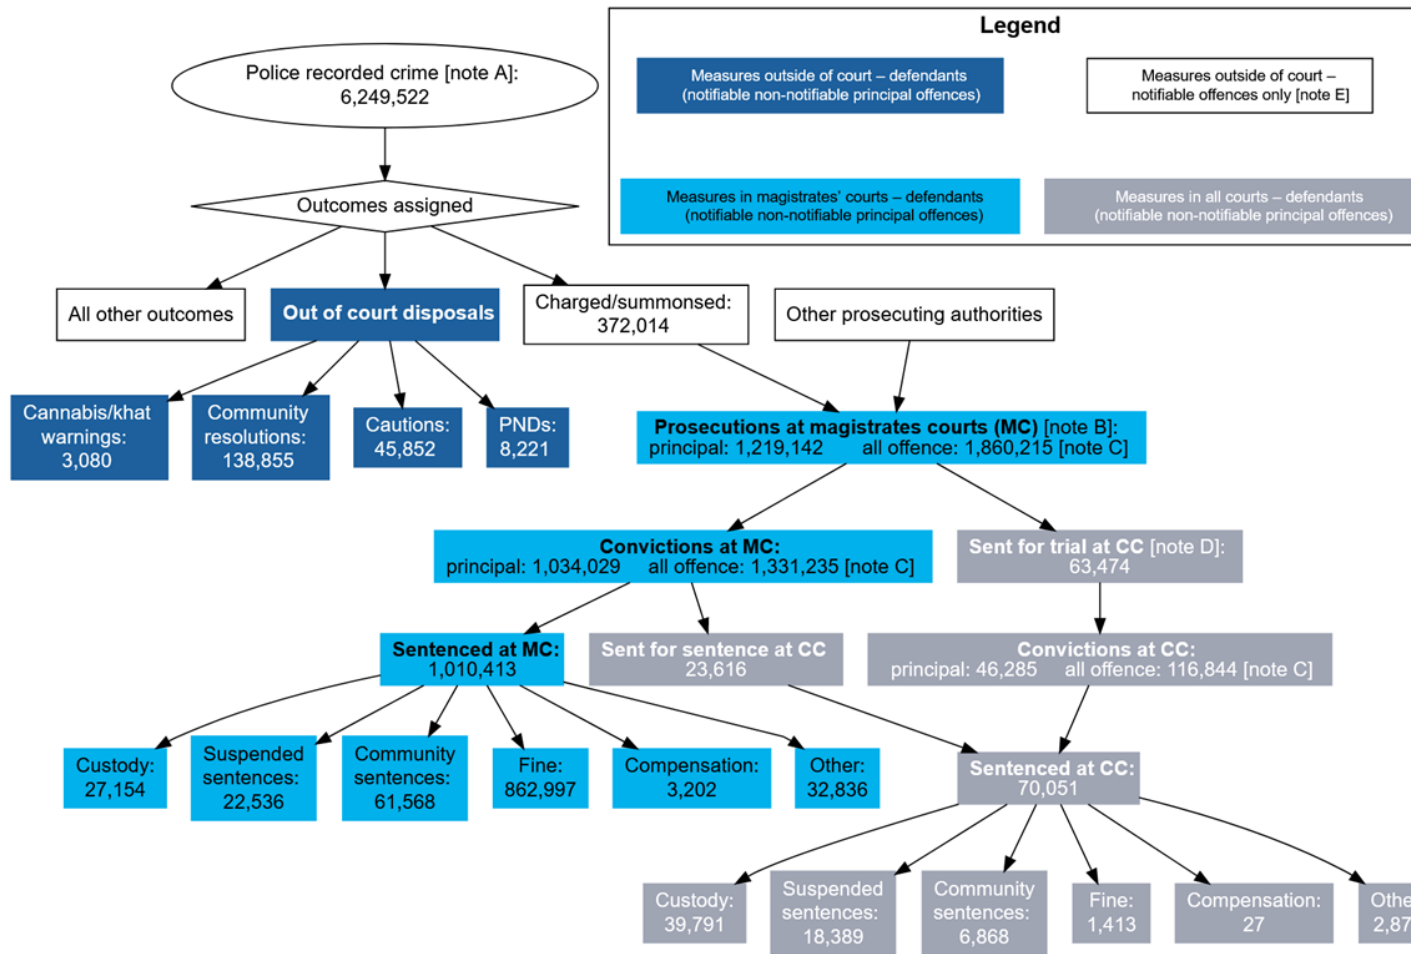 Legend
Measures outside of court – defendants
(notifiable non-notifiable principal offences)
Measures outside of court –
notifiable offences only [note E]
Measures in magistrates' courts – defendants
(notifiable non-notifiable principal offences)
Measures in all courts – defendants
(notifiable non-notifiable principal offences)
Police recorded crime [note A]:
6,249,522
Outcomes assigned
All other outcomes
Out of court disposals
Charged/summonsed:
372,014
Other prosecuting authorities
Cannabis/khat
warnings:
3,080
Community
resolutions:
138,855
Cautions:
45,852
PNDs:
8,221
Prosecutions at magistrates courts (MC) [note B]:
principal: 1,219,142 all offence: 1,860,215 [note C]
Convictions at MC:
principal: 1,034,029 all offence: 1,331,235 [note C]
Sent for trial at CC [note D]:
63,474
Sentenced at MC:
1,010,413
Sent for sentence at CC
23,616
Convictions at CC:
principal: 46,285 all offence: 116,844 [note C]
Custody:
27,154
Suspended
sentences:
22,536
Community
sentences:
61,568
Fine:
862,997
Compensation:
3,202
Other:
32,836
Sentenced at CC:
70,051
Custody:
39,791
Suspended
sentences:
18,389
Community
sentences:
6,868
Fine:
1,413
Compensation:
27
Othe
2,87